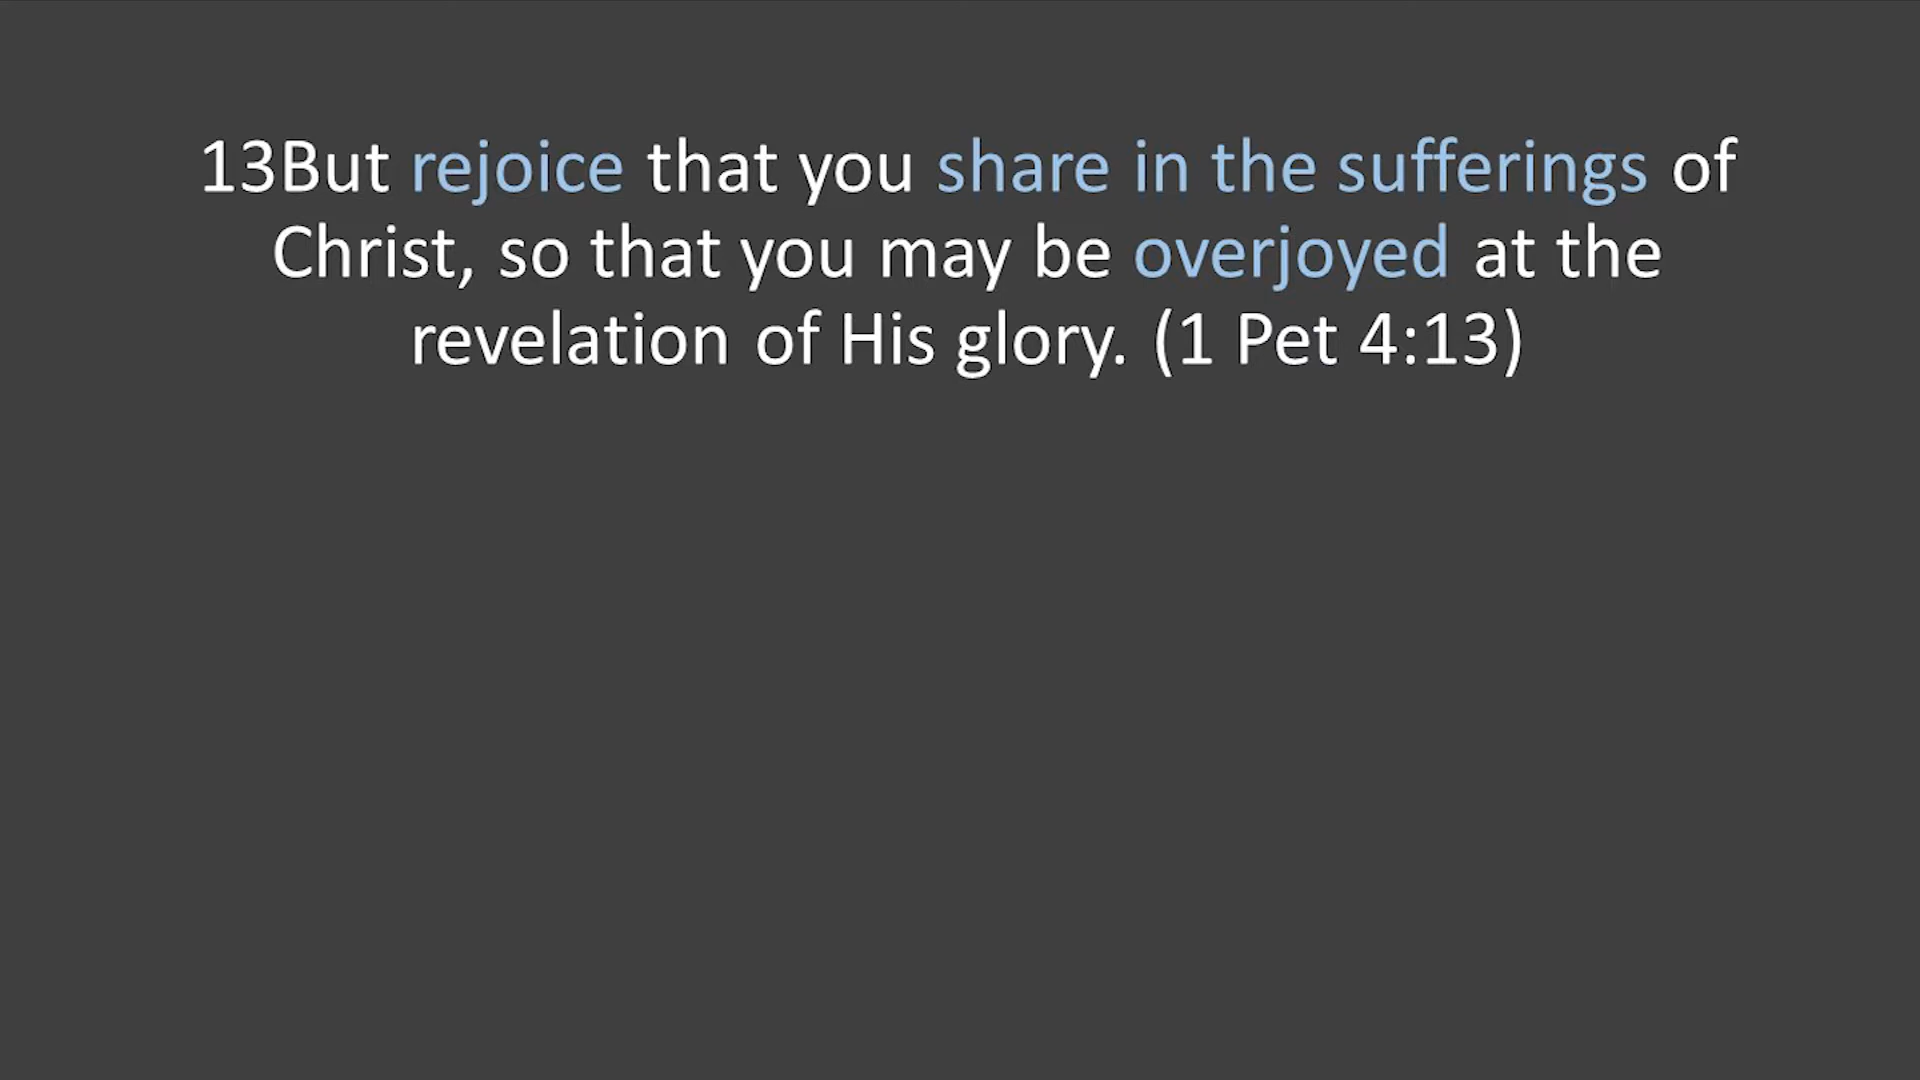 13But rejoice that you share in the sufferings of
Christ, so that you may be overjoyed at the
revelation of His glory. (1 Pet 4:13)